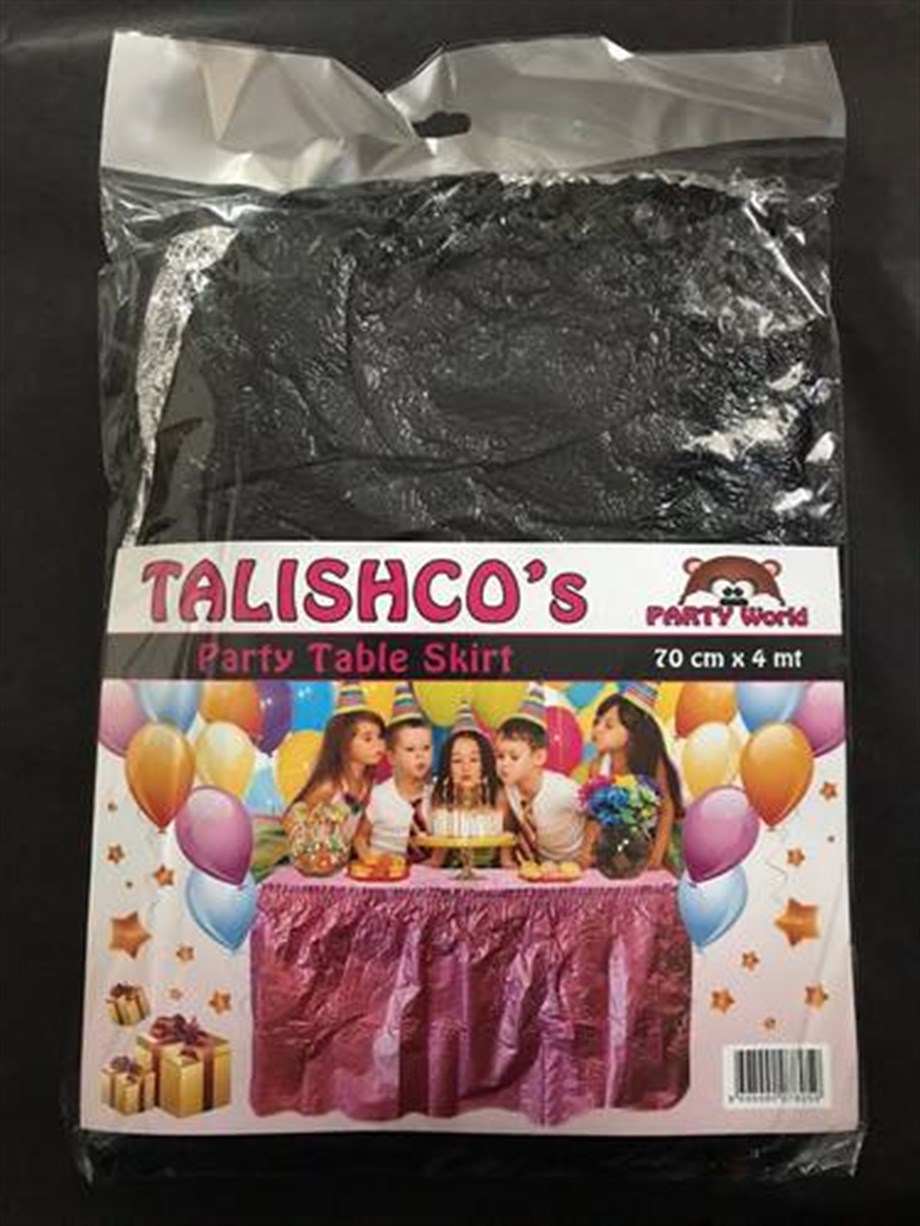 TALISHCO's
PARTY World
Party Table Skirt
70 cm x 4 mt